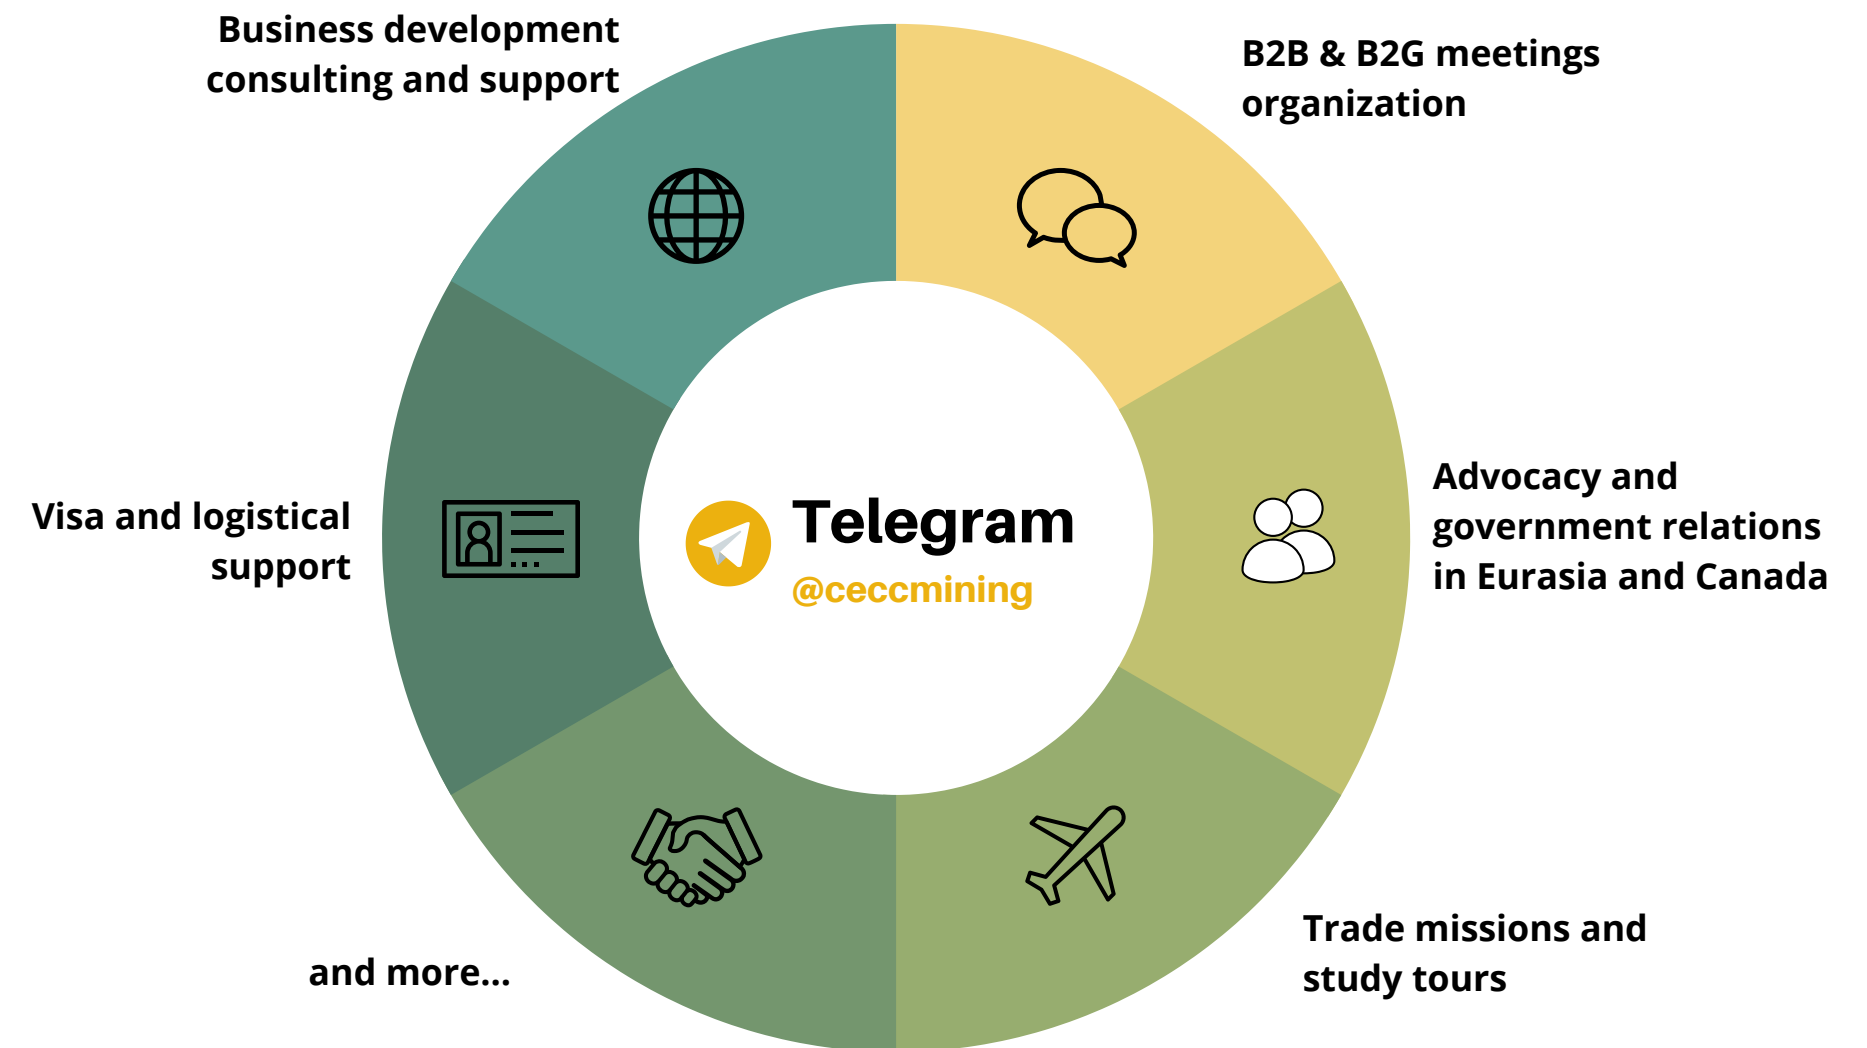 Business development
consulting and support
B2B & B2G meetings
organization
Advocacy and
government relations
in Eurasia and Canada
Visa and logistical
support
Telegram
@ceccmining
Trade missions and
study tours
and more...